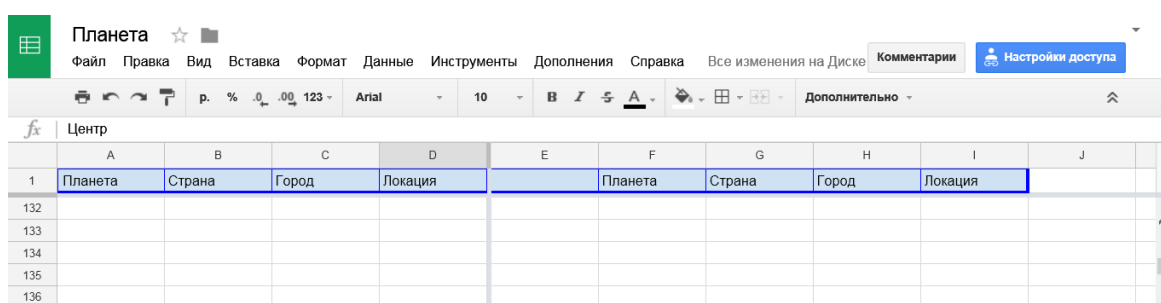 Планета
Файл Правка Вид Вставка Формат Данные Инструменты Дополнения Справка Все изменения на Диске Комментарии Настройки доступа
р. % .0 .00 123 Arial 10 B I S A Дополнительно
fx Центр
A B C D E F G H I J
1 Планета Страна Город Локация Планета Страна Город Локация
132
133
134
135
136